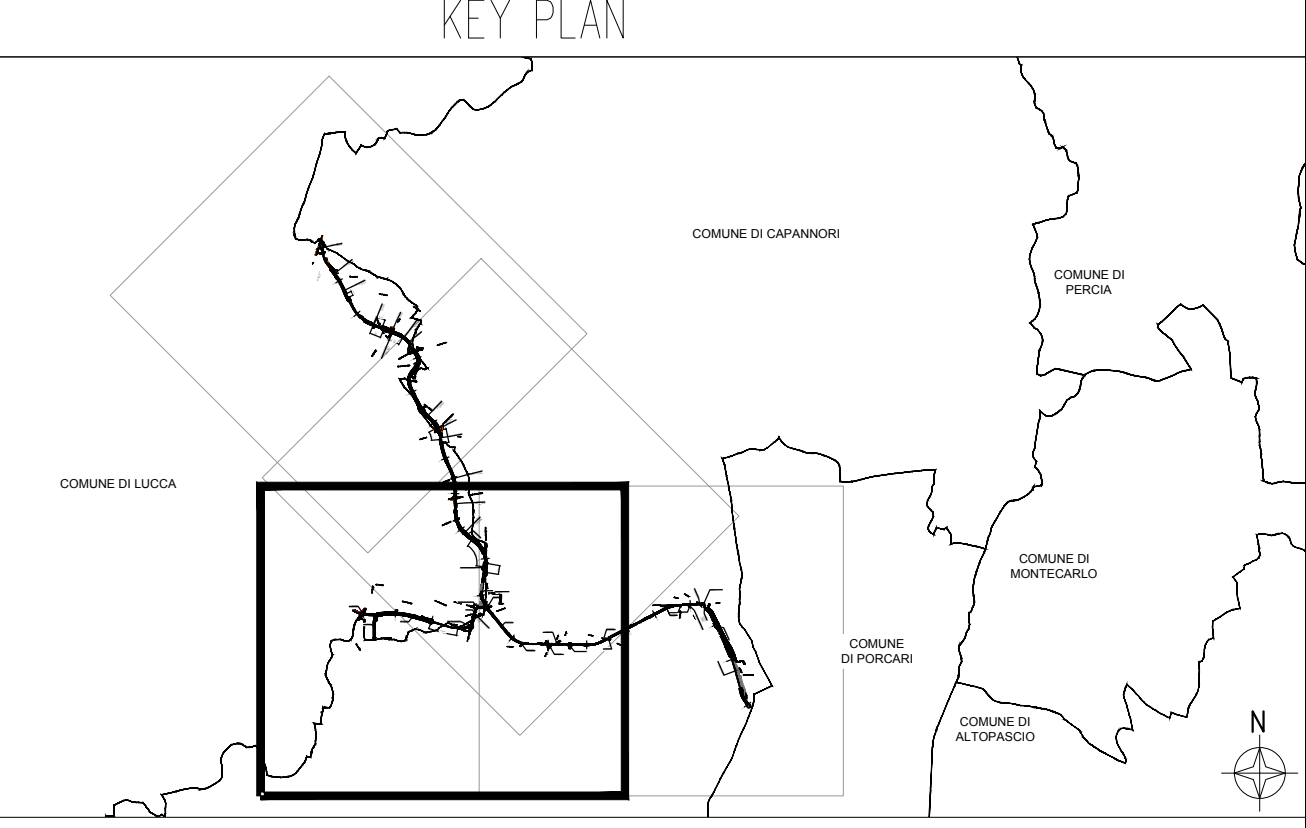 KEY PLAN
COMUNE DI CAPANNORI
COMUNE DI
PERCIA
COMUNE DI LUCCA
COMUNE DI
MONTECARLO
COMUNE
DI PORCARI
COMUNE DI
ALTOPASCIO
N